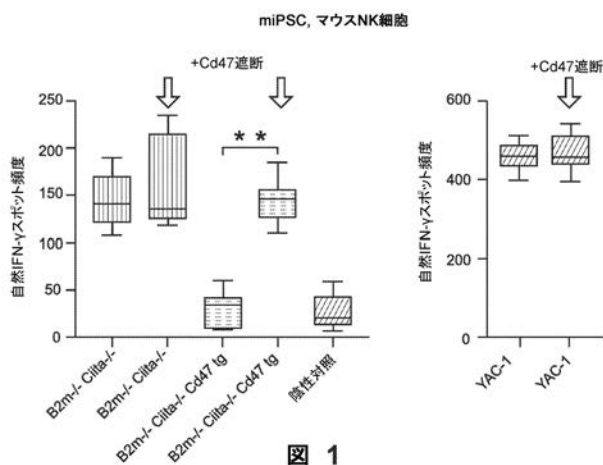 miPSC, マウスNK細胞
+Cd47遮断
自然IFN-γスポット頻度
250
200
150
100
50
0
* *
B2m-/- Ciita-/-
B2m-/- Ciita-/-
B2m-/- Ciita-/- Cd47 tg
B2m-/- Ciita-/- Cd47 tg
陰性対照
+Cd47遮断
自然IFN-γスポット頻度
600
400
200
0
YAC-1
YAC-1
図 1